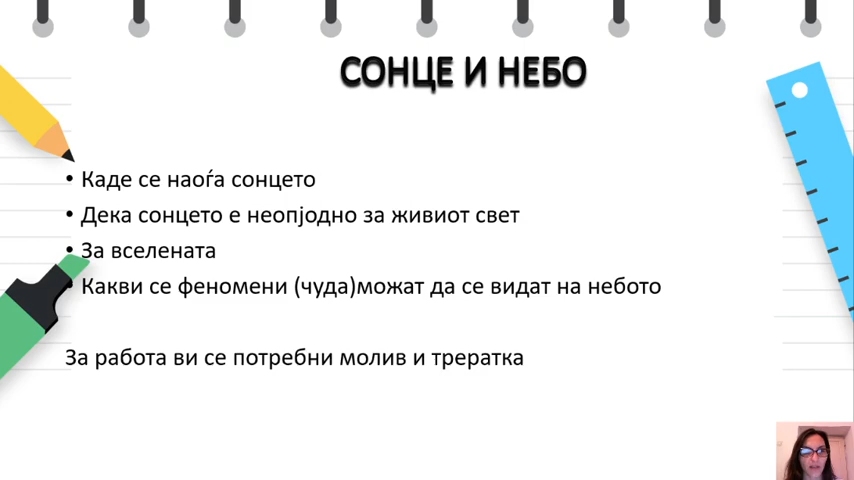 СОНЦЕ И НЕБО
• Каде се наоѓа сонцето
• Дека сонцето е неопјодно за живиот свет
• За вселената
• Какви се феномени (чуда)можат да се видат на небото
За работа ви се потребни молив и трератка